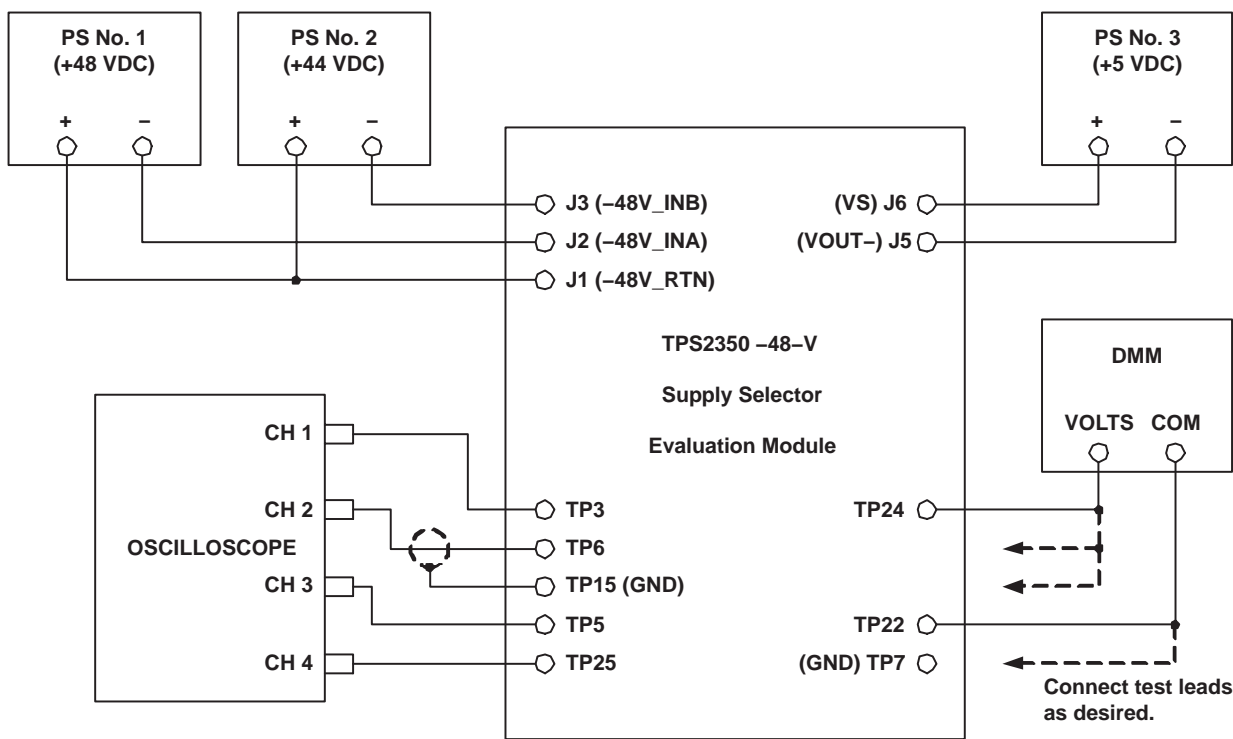 PS No. 1
(+48 VDC)
+ –
PS No. 2
(+44 VDC)
+ –
PS No. 3
(+5 VDC)
+ –
J3 (–48V_INB)
J2 (–48V_INA)
J1 (–48V_RTN)
(VS) J6
(VOUT–) J5
TPS2350 –48–V
Supply Selector
Evaluation Module
DMM
VOLTS COM
OSCILLOSCOPE
CH 1
CH 2
CH 3
CH 4
TP3
TP6
TP15 (GND)
TP5
TP25
TP24
TP22
(GND) TP7
Connect test leads
as desired.